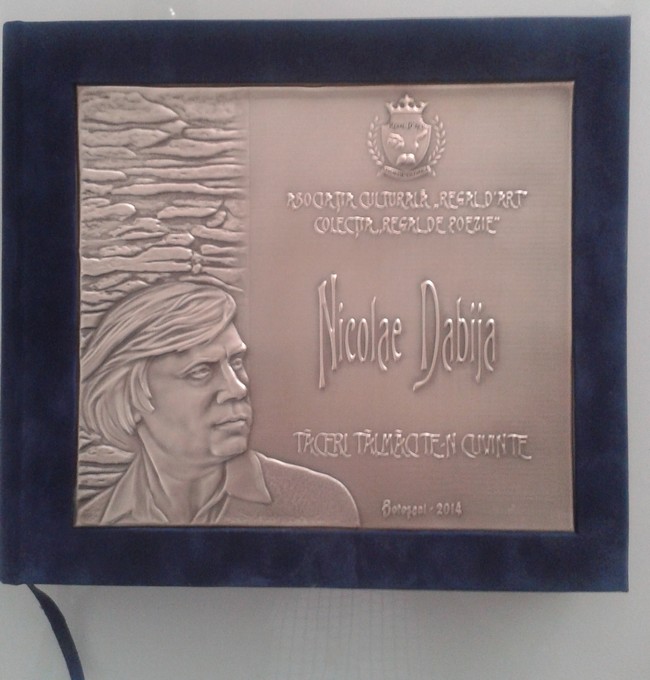 ASOCIAȚIA CULTURALĂ „REGAL D'ART”
COLECȚIA „REGAL DE POEZIE”
Nicolae Dabija
TĂCERI TĂLMĂCITE-N CUVINTE
Botoșani - 2014